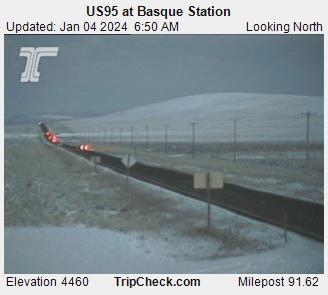 US95 at Basque Station
Updated: Jan 04 2024 6:50 AM Looking North
Elevation 4460 TripCheck.com Milepost 91.62